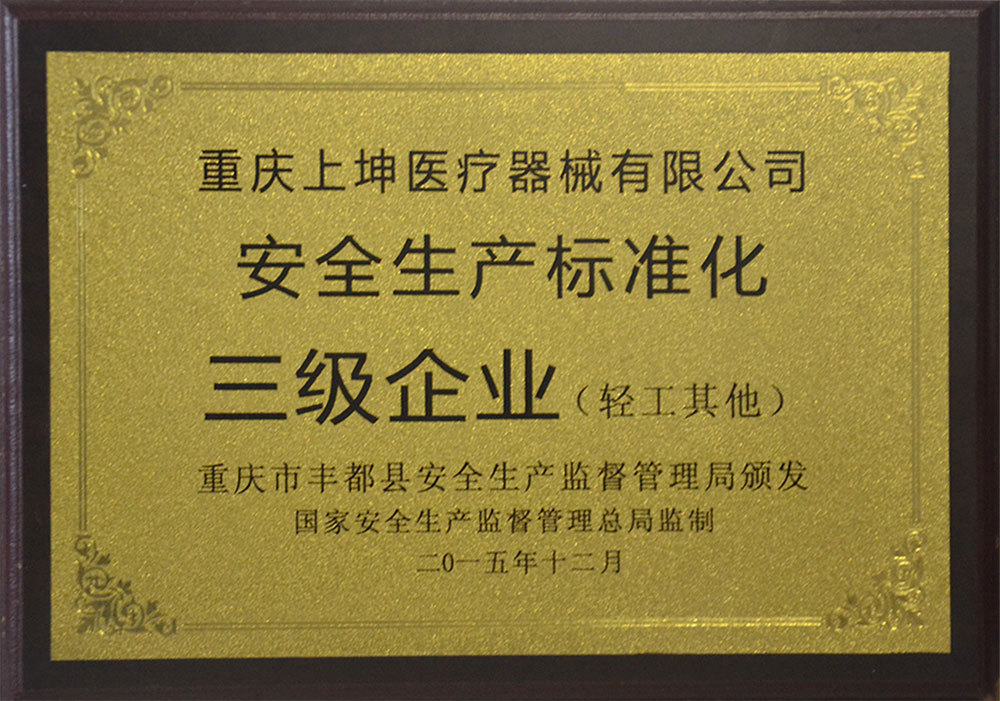 重庆上坤医疗器械有限公司
安全生产标准化
三级企业（轻工其他）
重庆市丰都县安全生产监督管理局颁发
国家安全生产监督管理总局监制
二0一五年十二月